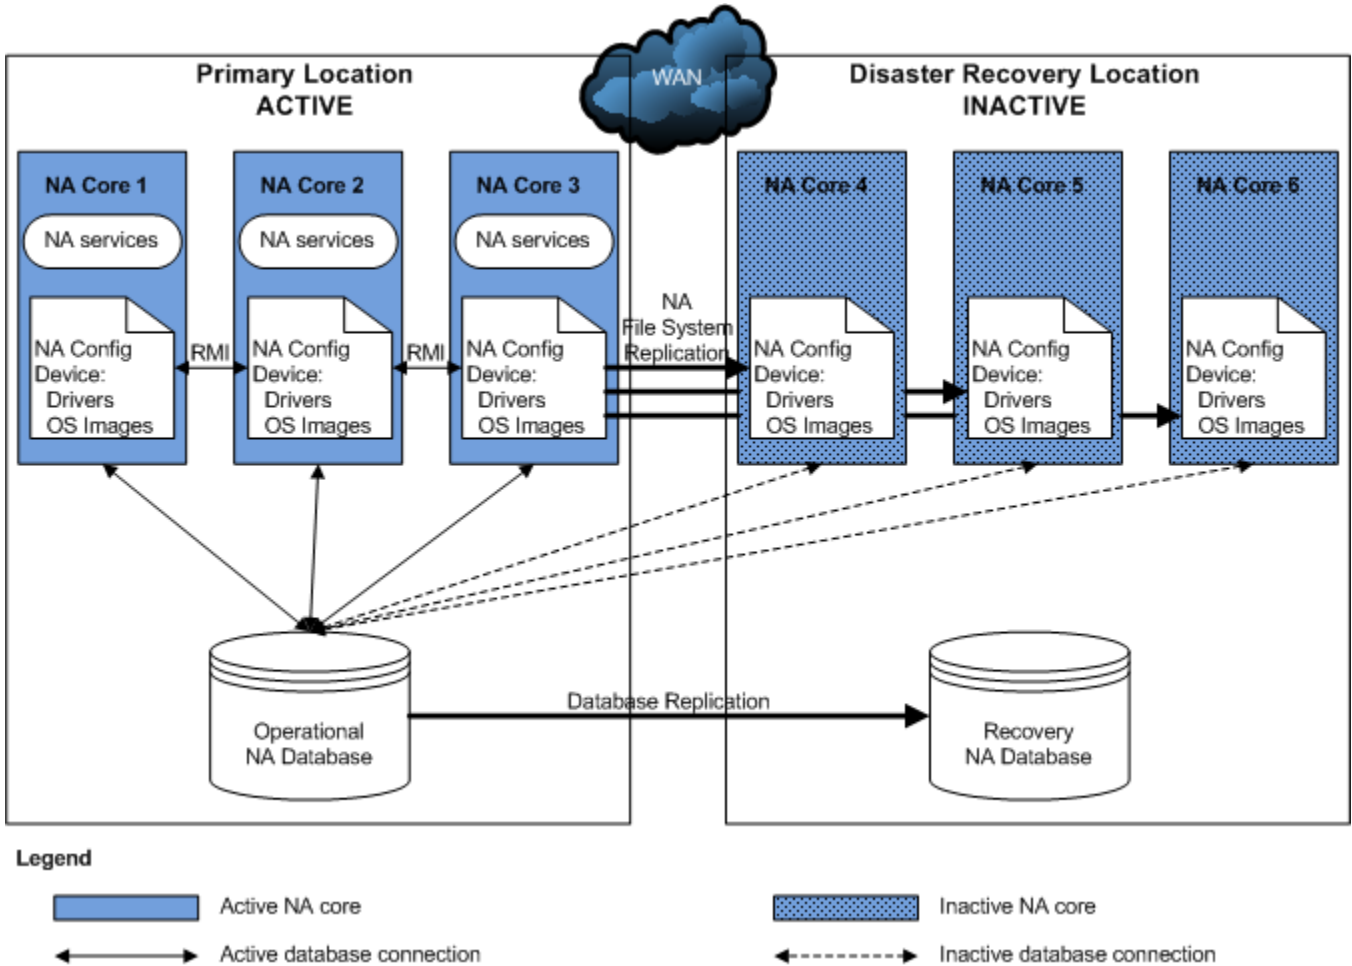 WAN
Primary Location
ACTIVE
Disaster Recovery Location
INACTIVE
NA Core 1
NA Core 2
NA Core 3
NA Core 4
NA Core 5
NA Core 6
NA services
NA services
NA services
NA
File System
Replication
NA Config
Device:
Drivers
OS Images
RMI
NA Config
Device:
Drivers
OS Images
RMI
NA Config
Device:
Drivers
OS Images
NA Config
Device:
Drivers
OS Images
NA Config
Device:
Drivers
OS Images
NA Config
Device:
Drivers
OS Images
Database Replication
Operational
NA Database
Recovery
NA Database
Legend
Active NA core
Inactive NA core
Active database connection
Inactive database connection